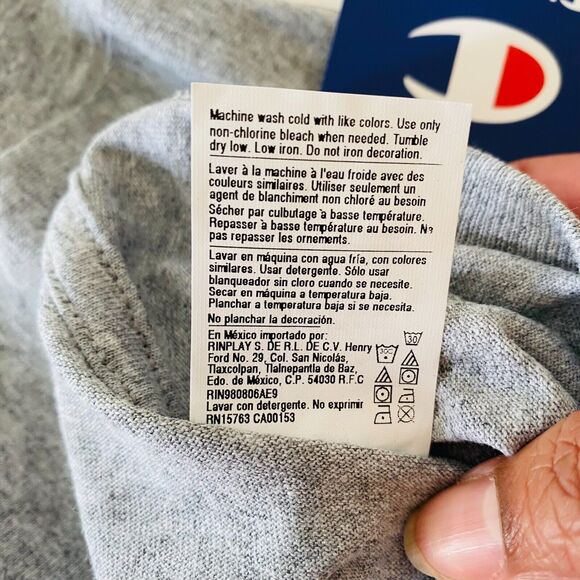 Machine wash cold with like colors. Use only
non-chlorine bleach when needed. Tumble
dry low. Low iron. Do not iron decoration.
Laver à la machine à l'eau froide avec des
couleurs similaires. Utiliser seulement un
agent de blanchiment non chloré au besoin
Sécher par culbutage à basse température.
Repasser à basse température au besoin. Ne
pas repasser les ornements.
Lavar en máquina con agua fría, con colores
similares. Usar detergente. Sólo usar
blanqueador sin cloro cuando se necesite.
Secar en máquina a temperatura baja.
Planchar a temperatura baja si se necesita.
No planchar la decoración.
En México importado por:
RINPLAY S. DE R.L. DE C.V. Henry
Ford No. 29, Col. San Nicolás,
Tlaxcolpan, Tlalnepantla de Baz,
Edo. de México, C.P. 54030 R.F.C
RIN980806AE9
Lavar con detergente. No exprimir
RN15763 CA00153
30
30C